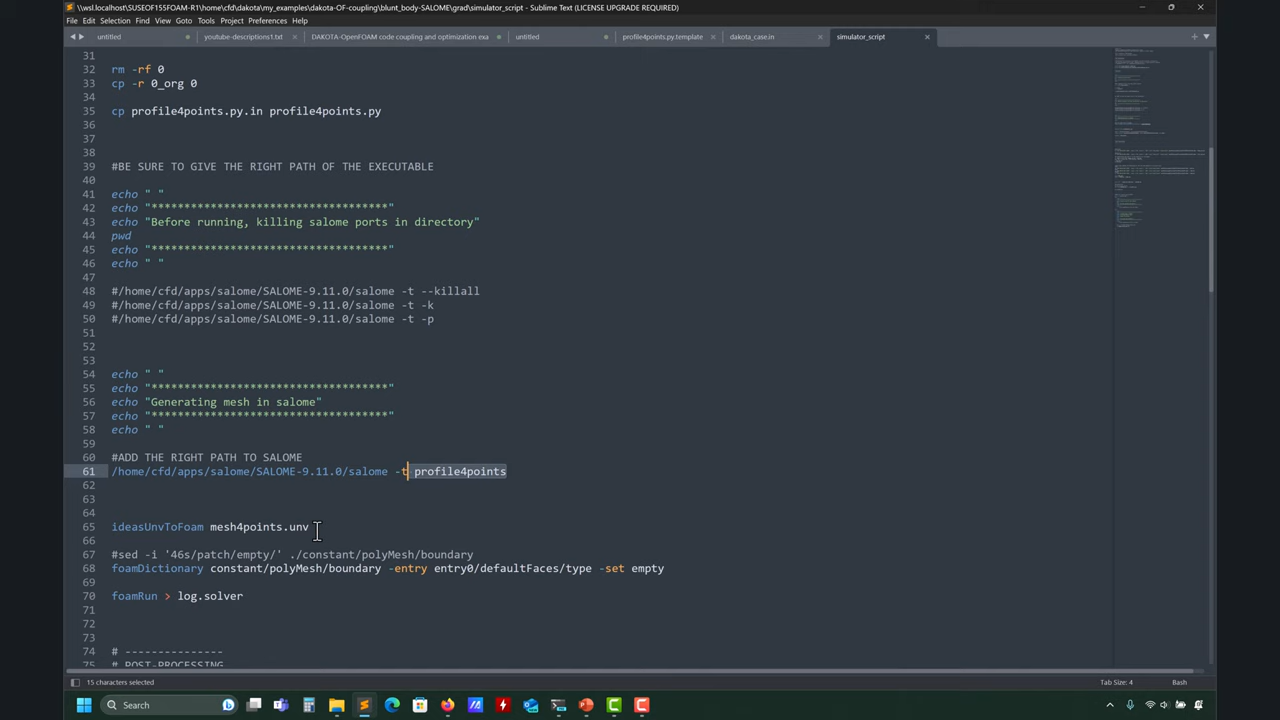 \\wsl.localhost\SUSEOF155FOAM-R1\home\cfd\dakota\my_examples\dakota-OF-coupling\blunt_body-SALOME\grad\simulator_script - Sublime Text (LICENSE UPGRADE REQUIRED)
File Edit Selection Find View Goto Tools Project Preferences Help
untitled youtube-descriptions1.txt DAKOTA-OpenFOAM code coupling and optimization exa untitled profile4points.py.template dakota_case.in simulator_script
31
32 rm -rf 0
33 cp -r 0_org 0
34
35 cp profile4points.py.in profile4points.py
36
37
38
39 #BE SURE TO GIVE THE RIGHT PATH OF THE EXECUTABLE
40
41 echo " "
42 echo "************************************"
43 echo "Before running, killing salome ports in directory"
44 pwd
45 echo "************************************"
46 echo " "
47
48 #/home/cfd/apps/salome/SALOME-9.11.0/salome -t --killall
49 #/home/cfd/apps/salome/SALOME-9.11.0/salome -t -k
50 #/home/cfd/apps/salome/SALOME-9.11.0/salome -t -p
51
52
53
54 echo " "
55 echo "************************************"
56 echo "Generating mesh in salome"
57 echo "************************************"
58 echo " "
59
60 #ADD THE RIGHT PATH TO SALOME
61 /home/cfd/apps/salome/SALOME-9.11.0/salome -t profile4points
62
63
64
65 ideasUnvToFoam mesh4points.unv
66
67 #sed -i '46s/patch/empty/' ./constant/polyMesh/boundary
68 foamDictionary constant/polyMesh/boundary -entry entry0/defaultFaces/type -set empty
69
70 foamRun > log.solver
71
72
73
74 # ---------------
75 # POST-PROCESSING
15 characters selected
Tab Size: 4
Bash
Search